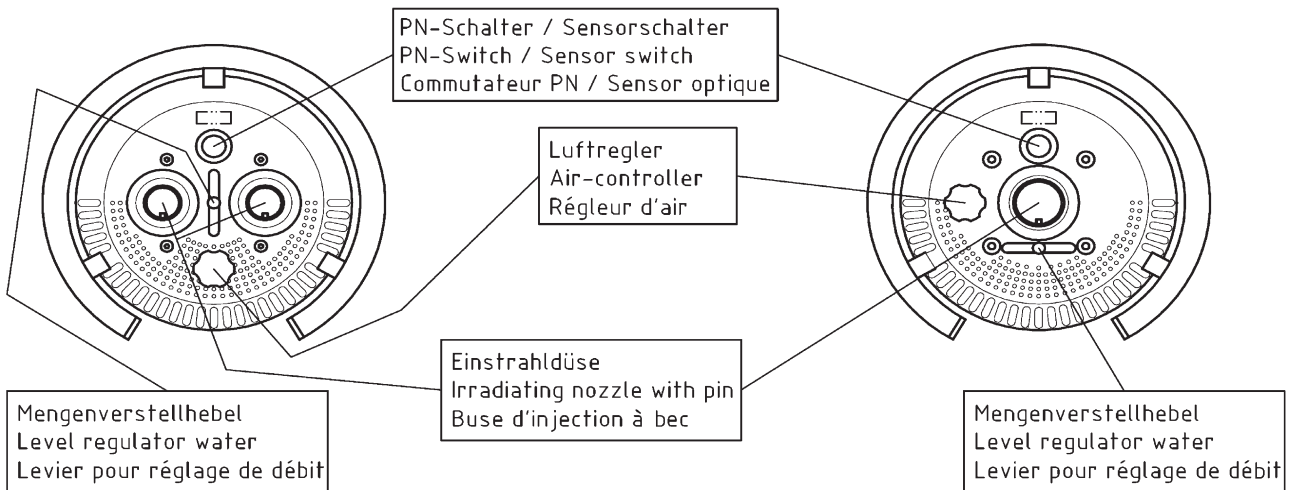 PN-Schalter / Sensorschalter
PN-Switch / Sensor switch
Commutateur PN / Sensor optique
Luftregler
Air-controller
Régleur d'air
Einstrahldüse
Irradiating nozzle with pin
Buse d'injection à bec
Mengenverstellhebel
Level regulator water
Levier pour réglage de débit
Mengenverstellhebel
Level regulator water
Levier pour réglage de débit